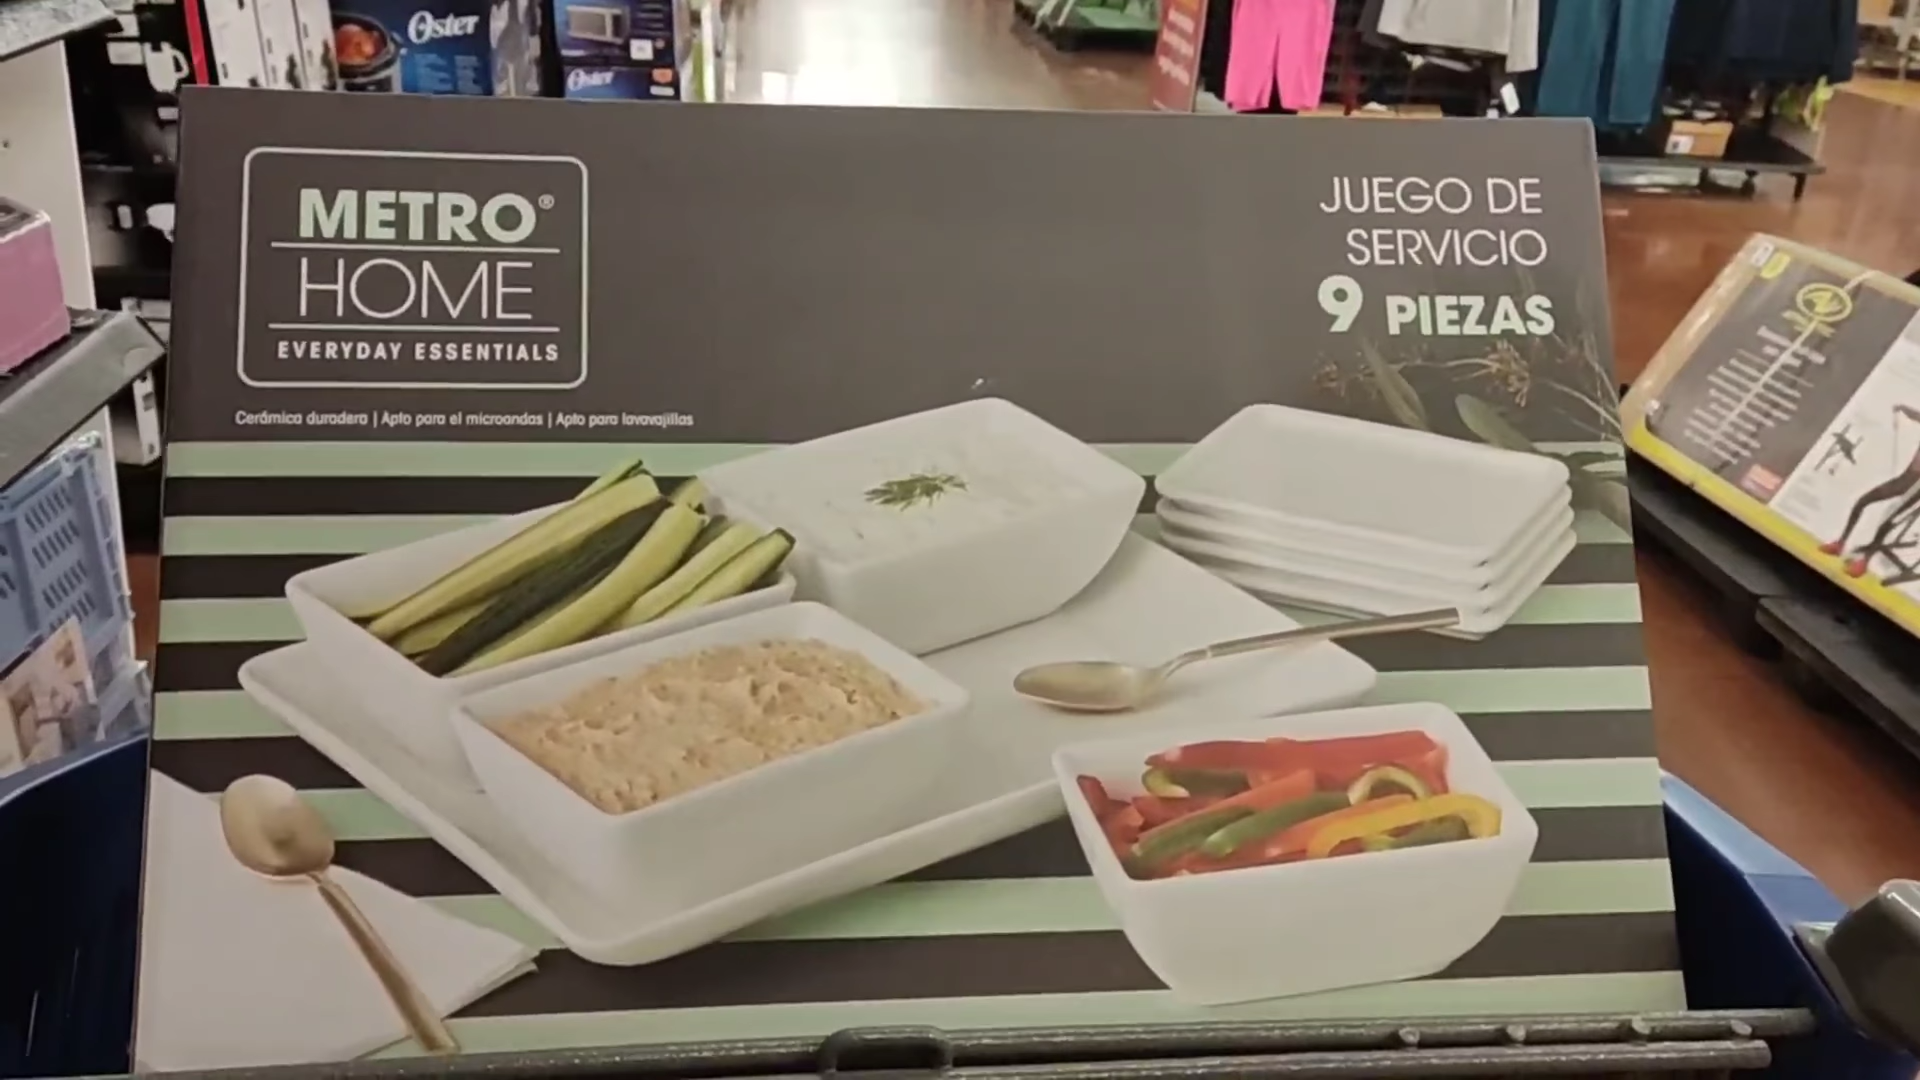 Oster
Oster
METRO®
HOME
EVERYDAY ESSENTIALS
JUEGO DE
SERVICIO
9 PIEZAS
Cerámica duradera | Apto para el microondas | Apto para lavavajillas